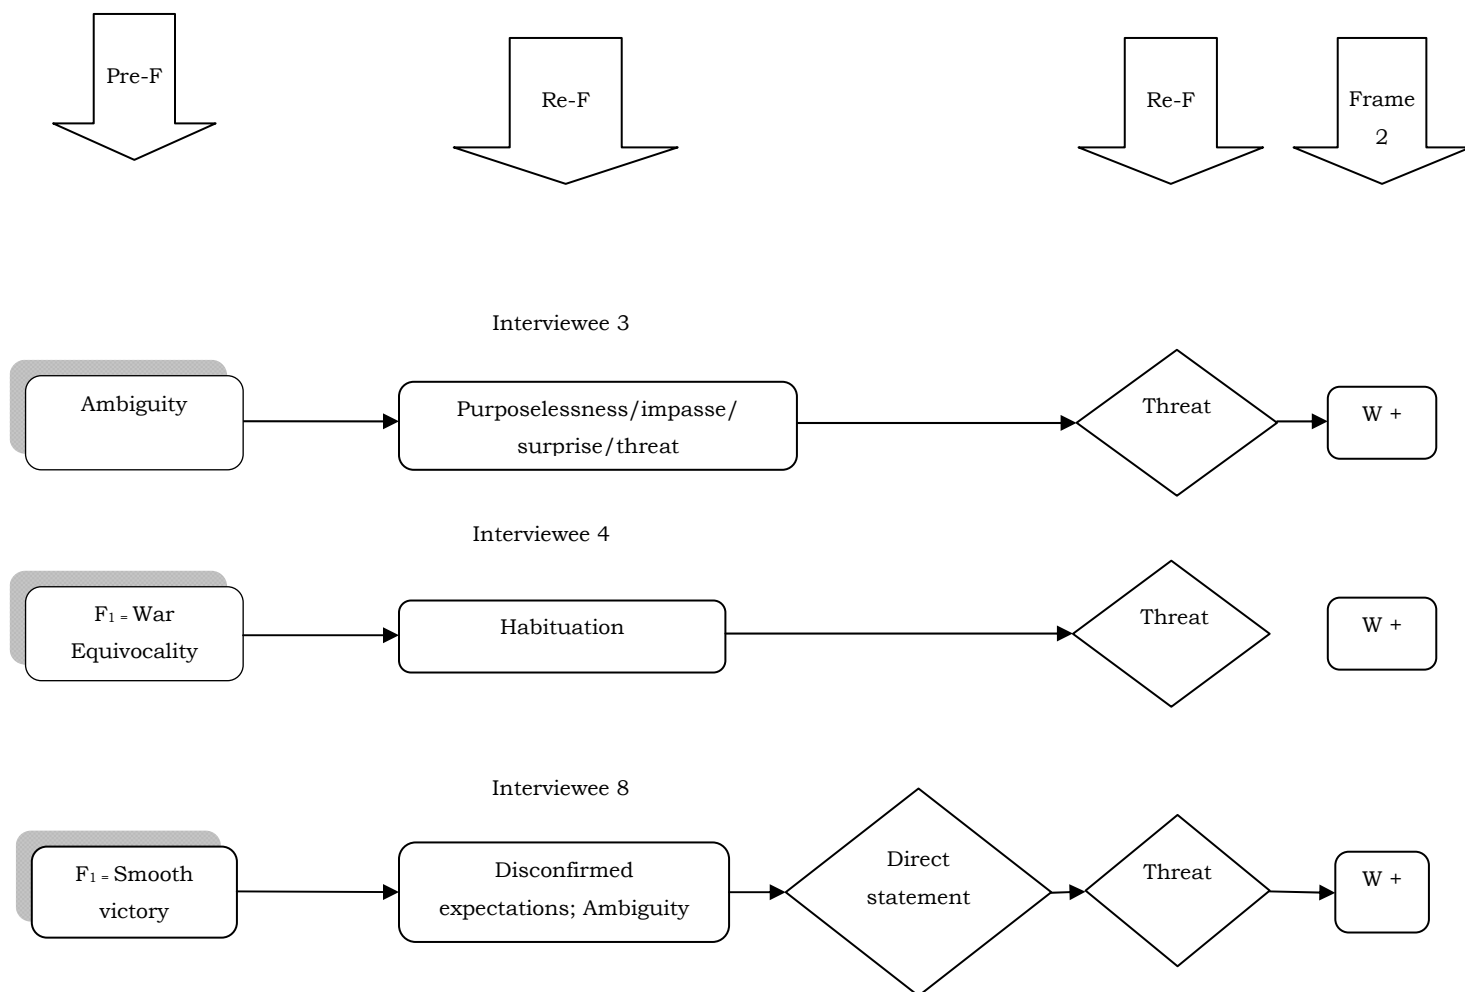 Pre-F
Re-F
Re-F
Frame
2
Interviewee 3
Ambiguity
Purposelessness/impasse/
surprise/threat
Threat
W +
Interviewee 4
F₁ = War
Equivocality
Habituation
Threat
W +
Interviewee 8
F₁ = Smooth
victory
Disconfirmed
expectations; Ambiguity
Direct
statement
Threat
W +